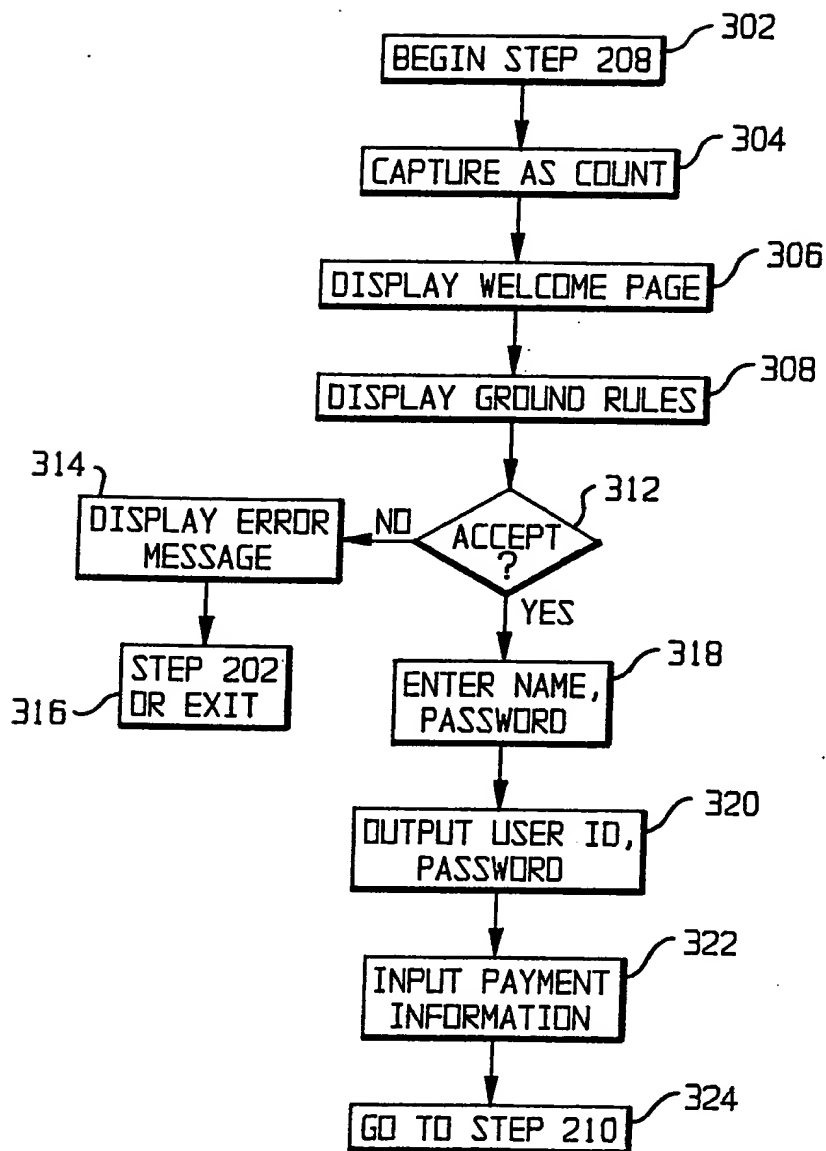 302
BEGIN STEP 208
304
CAPTURE AS COUNT
306
DISPLAY WELCOME PAGE
308
DISPLAY GROUND RULES
314
312
DISPLAY ERROR
MESSAGE
NO
ACCEPT
?
YES
STEP 202
OR EXIT
316
318
ENTER NAME,
PASSWORD
320
OUTPUT USER ID,
PASSWORD
322
INPUT PAYMENT
INFORMATION
324
GO TO STEP 210